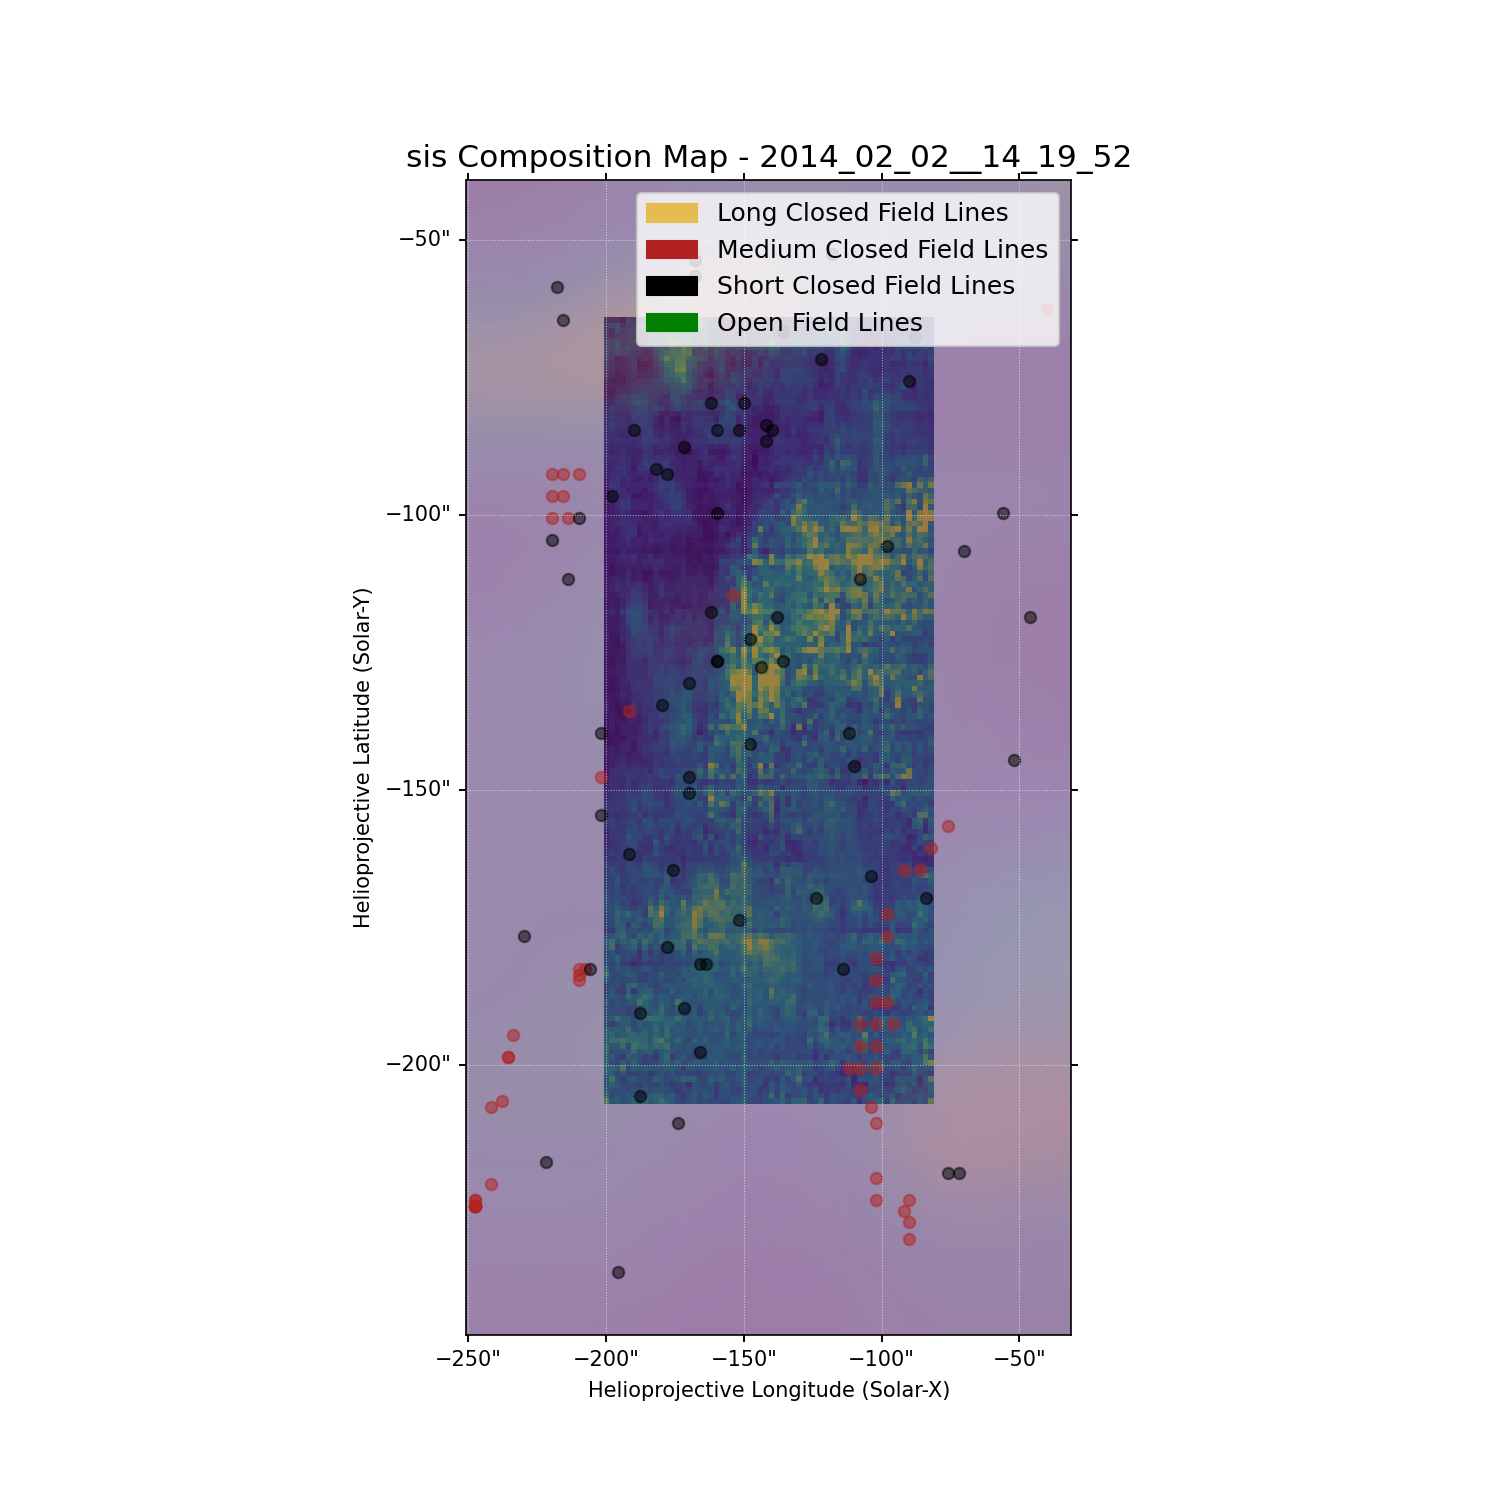 sis Composition Map - 2014_02_02__14_19_52
Long Closed Field Lines
Medium Closed Field Lines
Short Closed Field Lines
Open Field Lines
−50"
−100"
−150"
−200"
Helioprojective Latitude (Solar-Y)
−250"
−200"
−150"
−100"
−50"
Helioprojective Longitude (Solar-X)